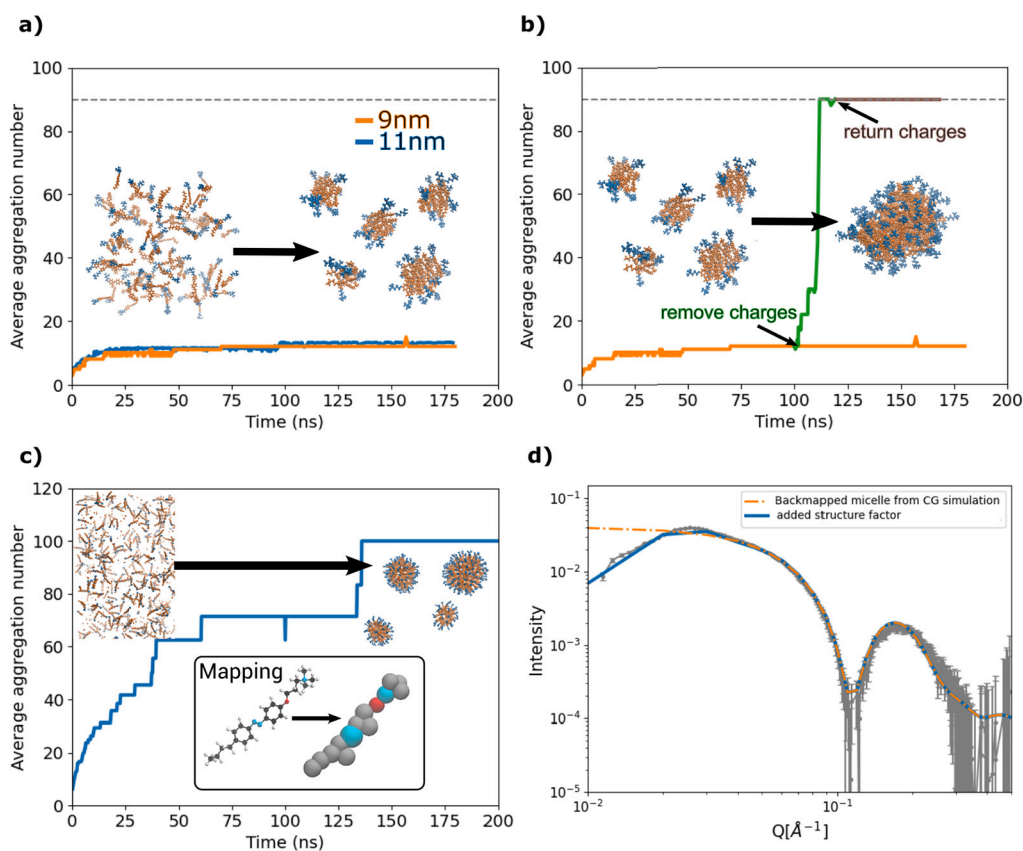 a)
100
80
60
40
20
0
Average aggregation number
9nm
11nm
0 25 50 75 100 125 150 175 200
Time (ns)
b)
100
80
60
40
20
0
Average aggregation number
return charges
remove charges
0 25 50 75 100 125 150 175 200
Time (ns)
c)
120
100
80
60
40
20
0
Average aggregation number
Mapping
0 25 50 75 100 125 150 175 200
Time (ns)
d)
10⁻¹
10⁻²
10⁻³
10⁻⁴
10⁻⁵
Intensity
Backmapped micelle from CG simulation
added structure factor
10⁻² 10⁻¹
Q[Å⁻¹]